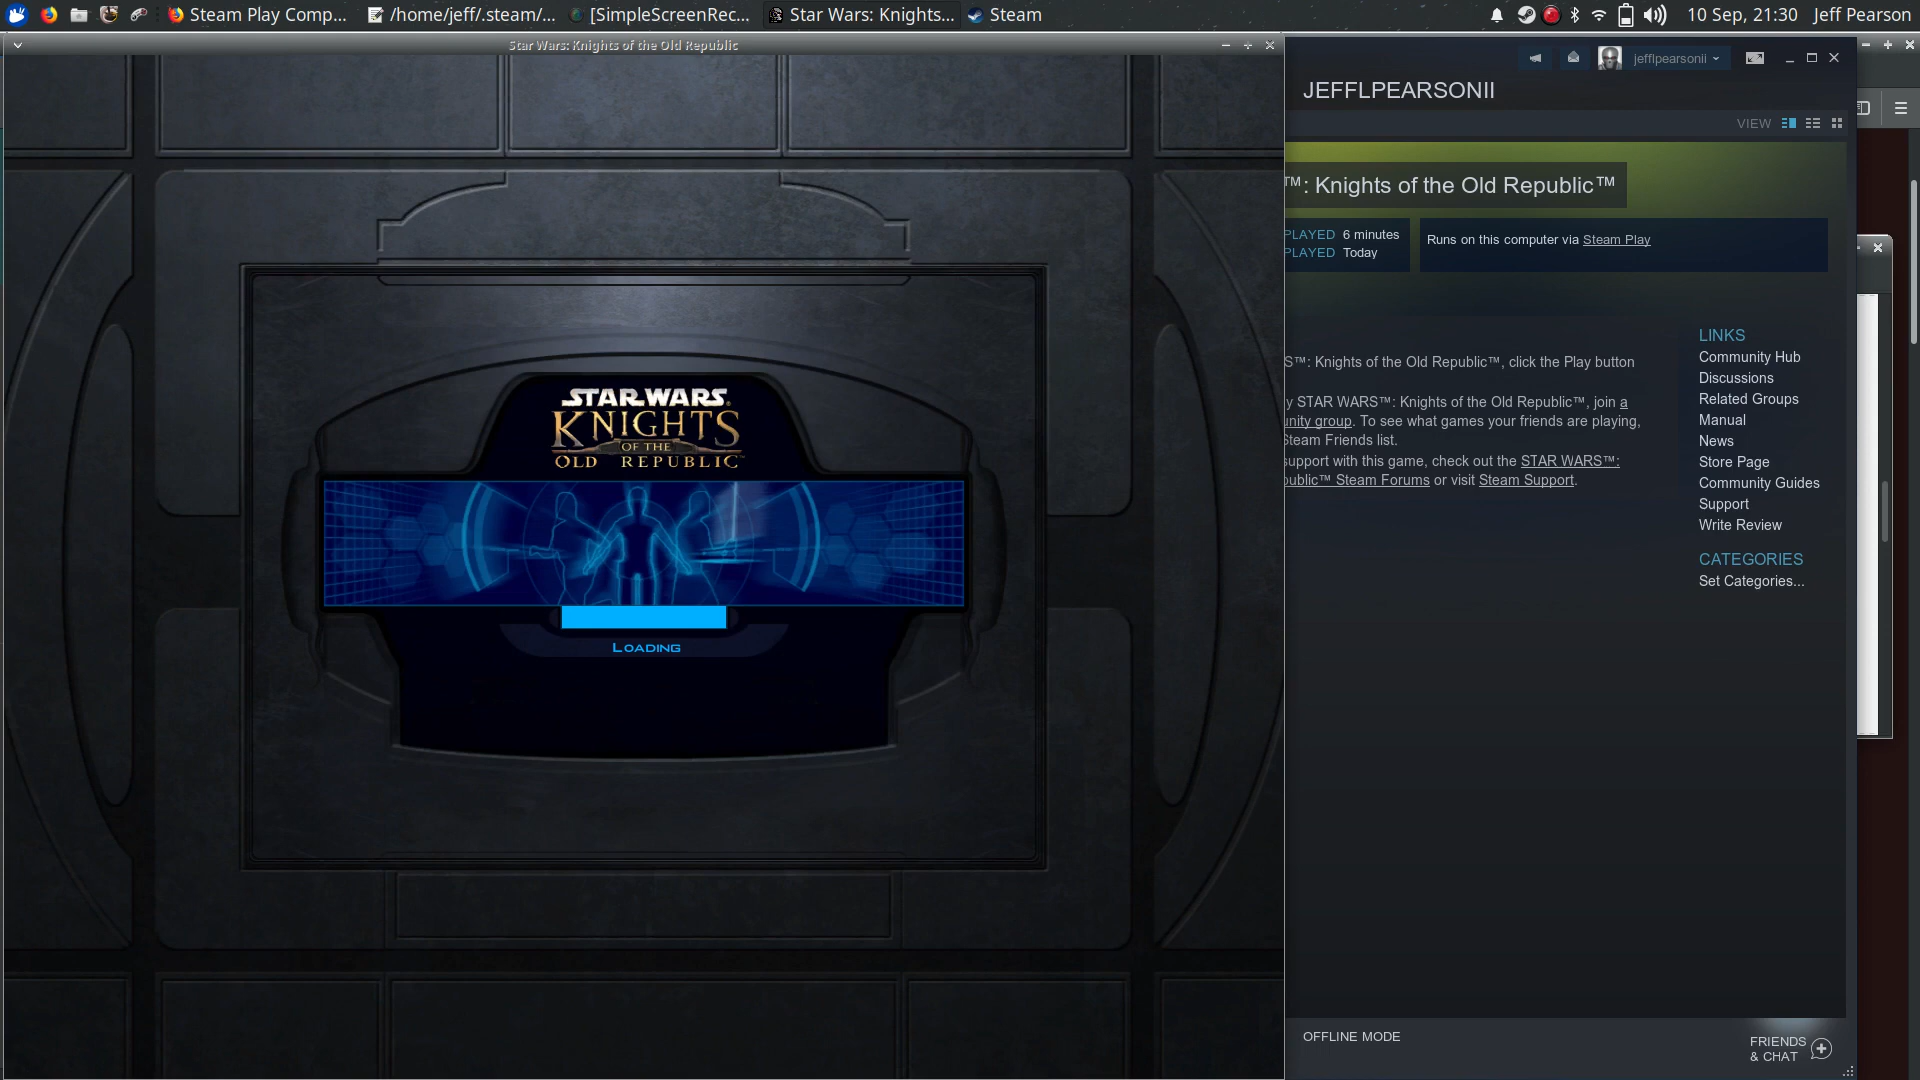 Steam Play Comp...
/home/jeff/.steam/...
[SimpleScreenRec...
Star Wars: Knights...
Steam
10 Sep, 21:30
Jeff Pearson
Star Wars: Knights of the Old Republic
jefflpearsonii
JEFFLPEARSONII
VIEW
™: Knights of the Old Republic™
PLAYED 6 minutes
PLAYED Today
Runs on this computer via Steam Play
S™: Knights of the Old Republic™, click the Play button
y STAR WARS™: Knights of the Old Republic™, join a
unity group. To see what games your friends are playing,
Steam Friends list.
support with this game, check out the STAR WARS™:
ublic™ Steam Forums or visit Steam Support.
LINKS
Community Hub
Discussions
Related Groups
Manual
News
Store Page
Community Guides
Support
Write Review
CATEGORIES
Set Categories...
STAR WARS
KNIGHTS
OF THE
OLD REPUBLIC™
LOADING
OFFLINE MODE
FRIENDS
& CHAT